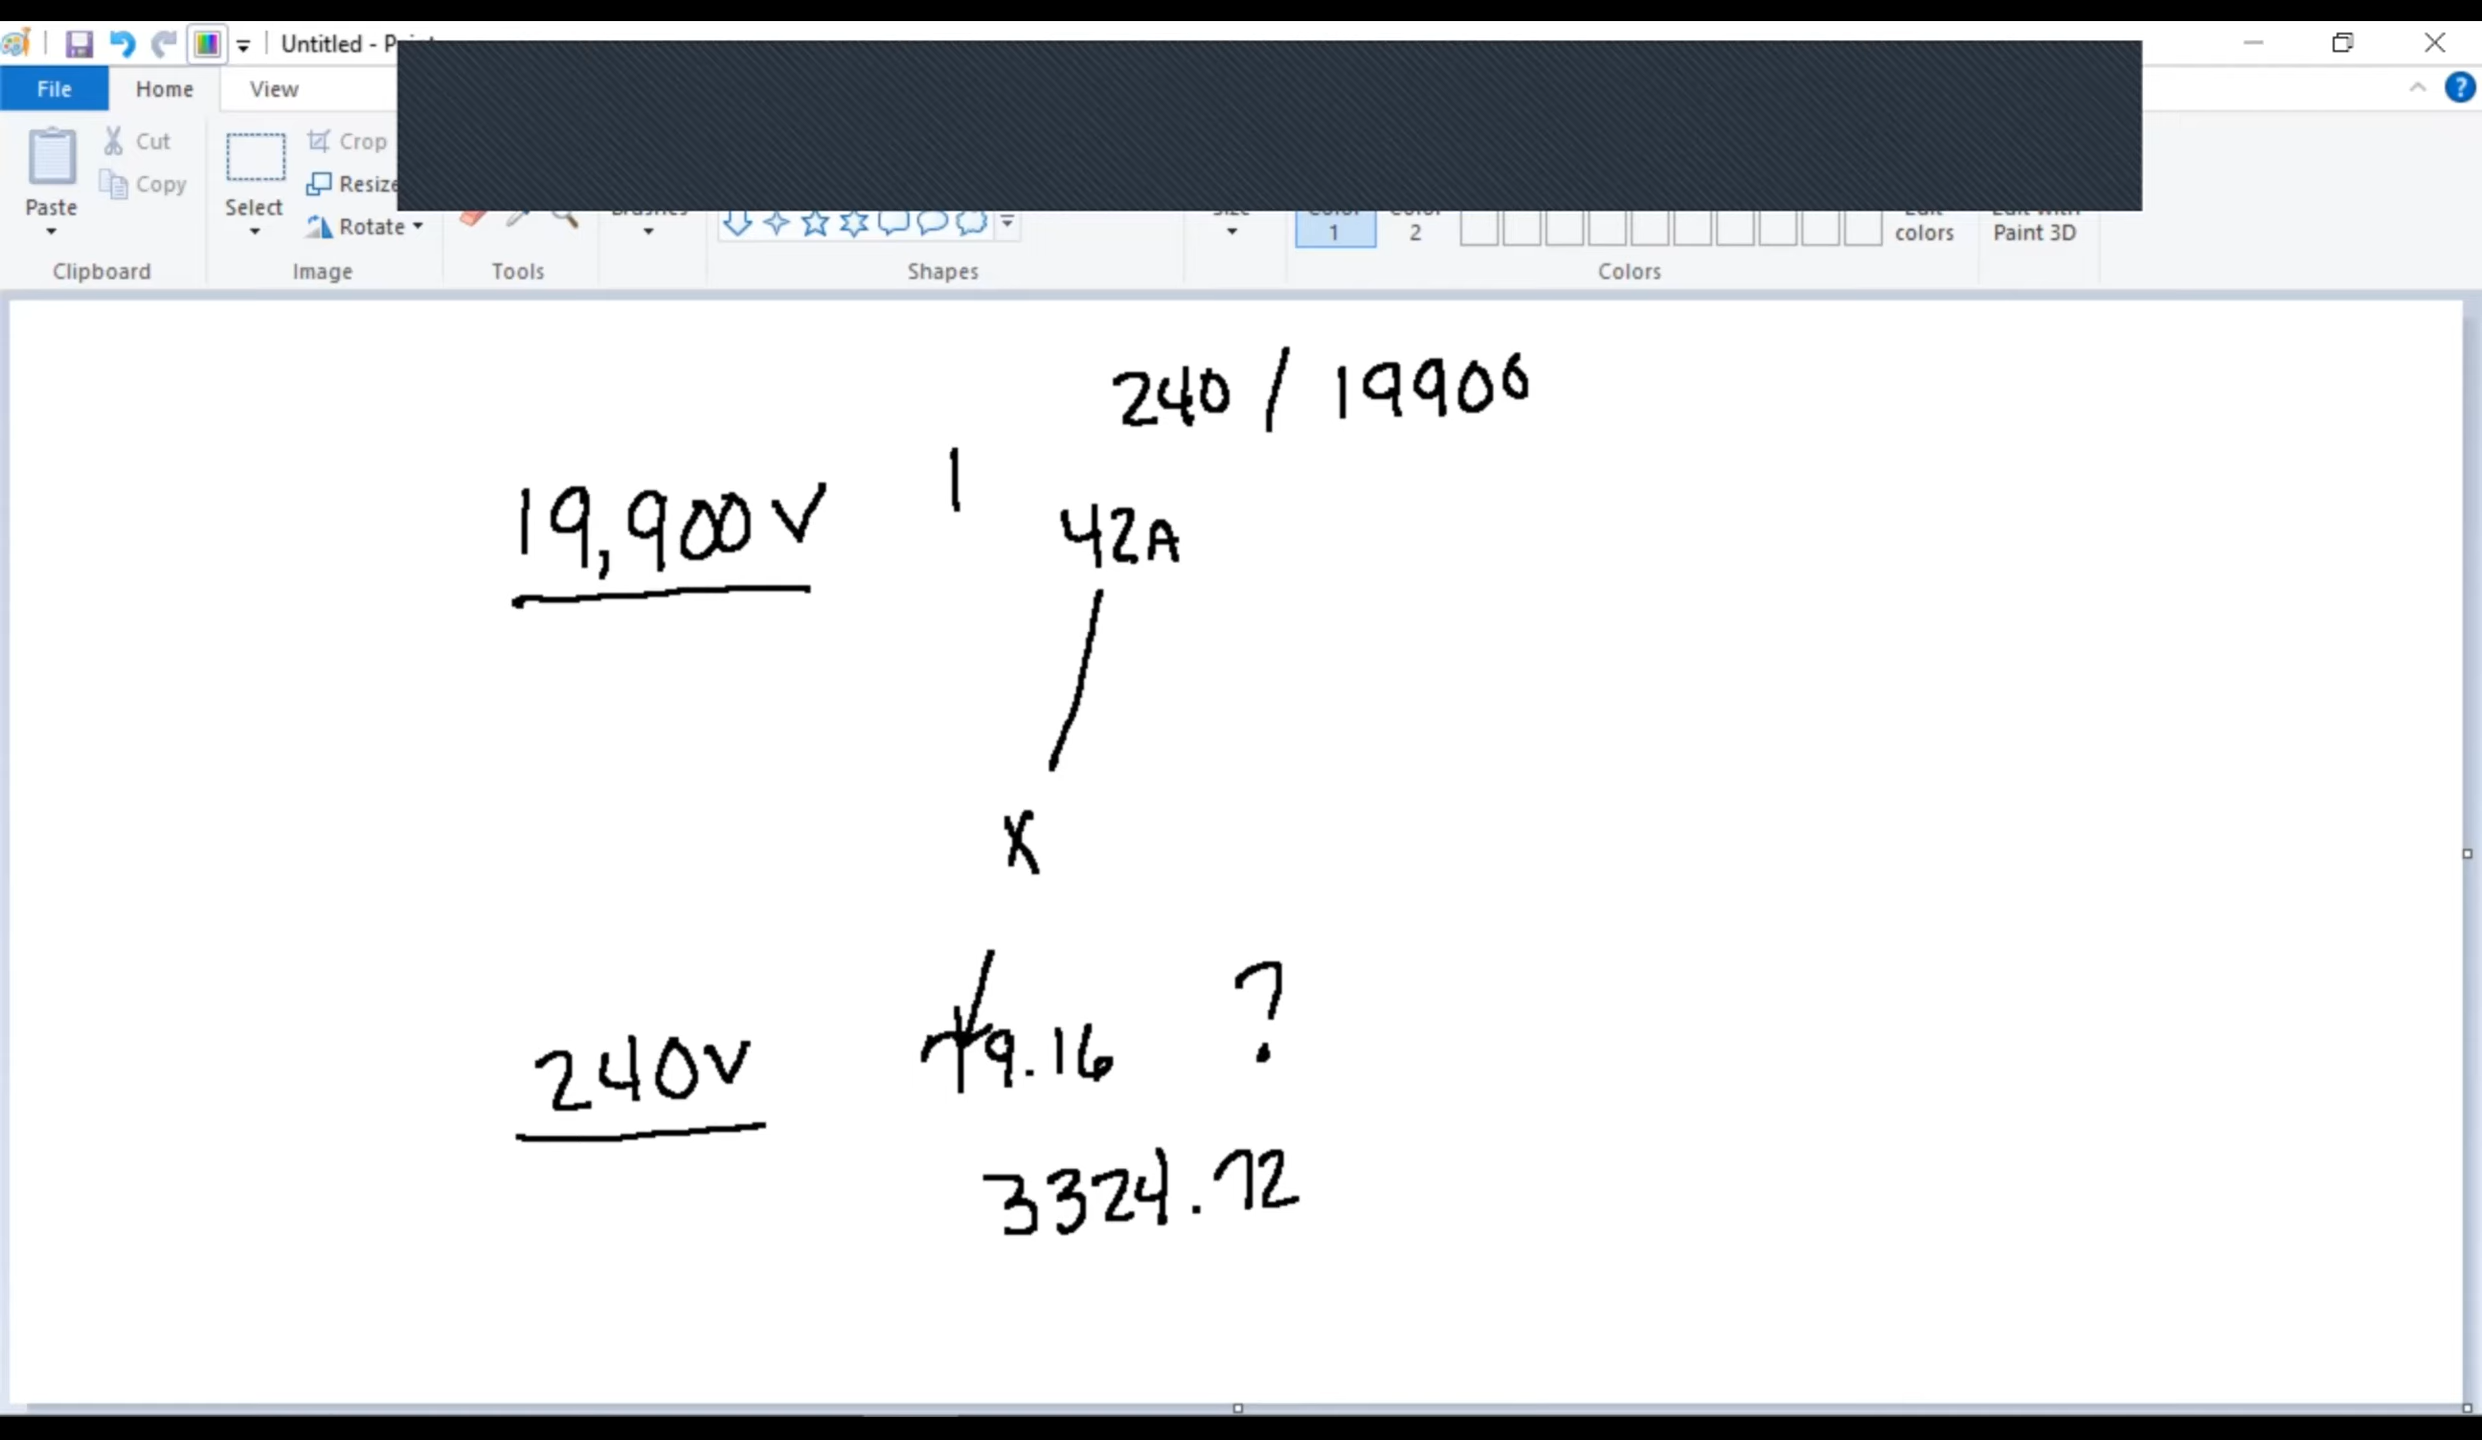 Untitled - P
File Home View
Cut
Copy
Paste
Select
Crop
Resize
Rotate
1
2
colors
Paint 3D
Clipboard Image Tools Shapes Colors
240 / 19900
19,900V 1 42A
X
240V 79.16 ?
3324.72